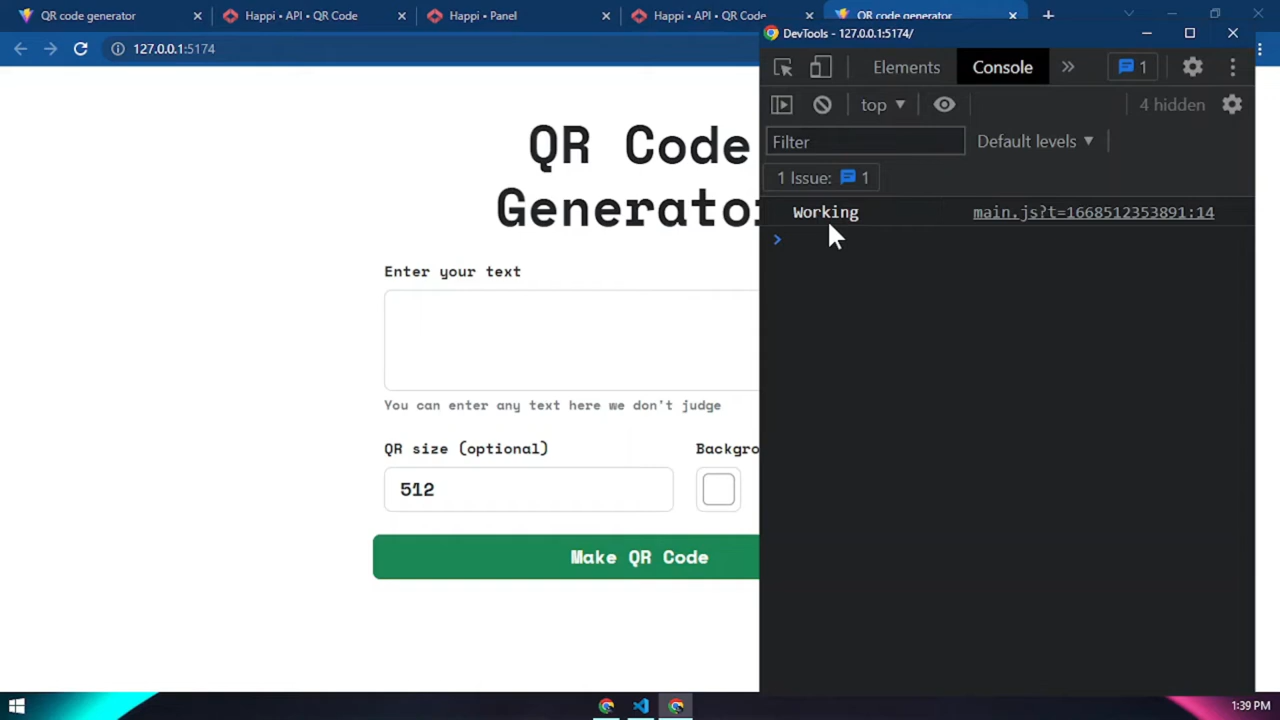 QR code generator
Happi • API • QR Code
Happi • Panel
Happi • API • QR Code
QR code generator
127.0.0.1:5174
DevTools - 127.0.0.1:5174/
Elements
Console
1
top
4 hidden
Filter
Default levels
1 Issue:
1
Working
main.js?t=1668512353891:14
QR Code
Generator
Enter your text
You can enter any text here we don't judge
QR size (optional)
Backgro
512
Make QR Code
1:39 PM